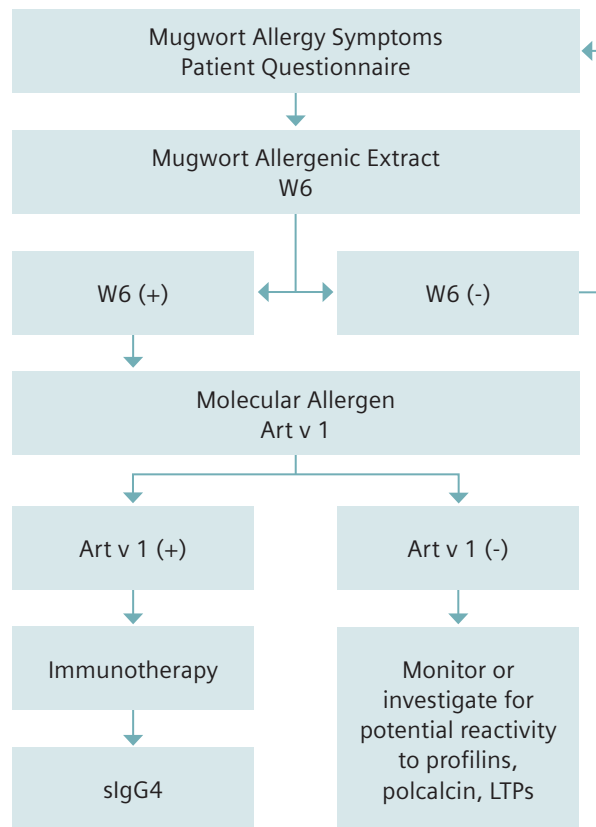 Mugwort Allergy Symptoms
Patient Questionnaire
Mugwort Allergenic Extract
W6
W6 (+)
W6 (-)
Molecular Allergen
Art v 1
Art v 1 (+)
Art v 1 (-)
Immunotherapy
Monitor or
investigate for
potential reactivity
to profilins,
polcalcin, LTPs
sIgG4